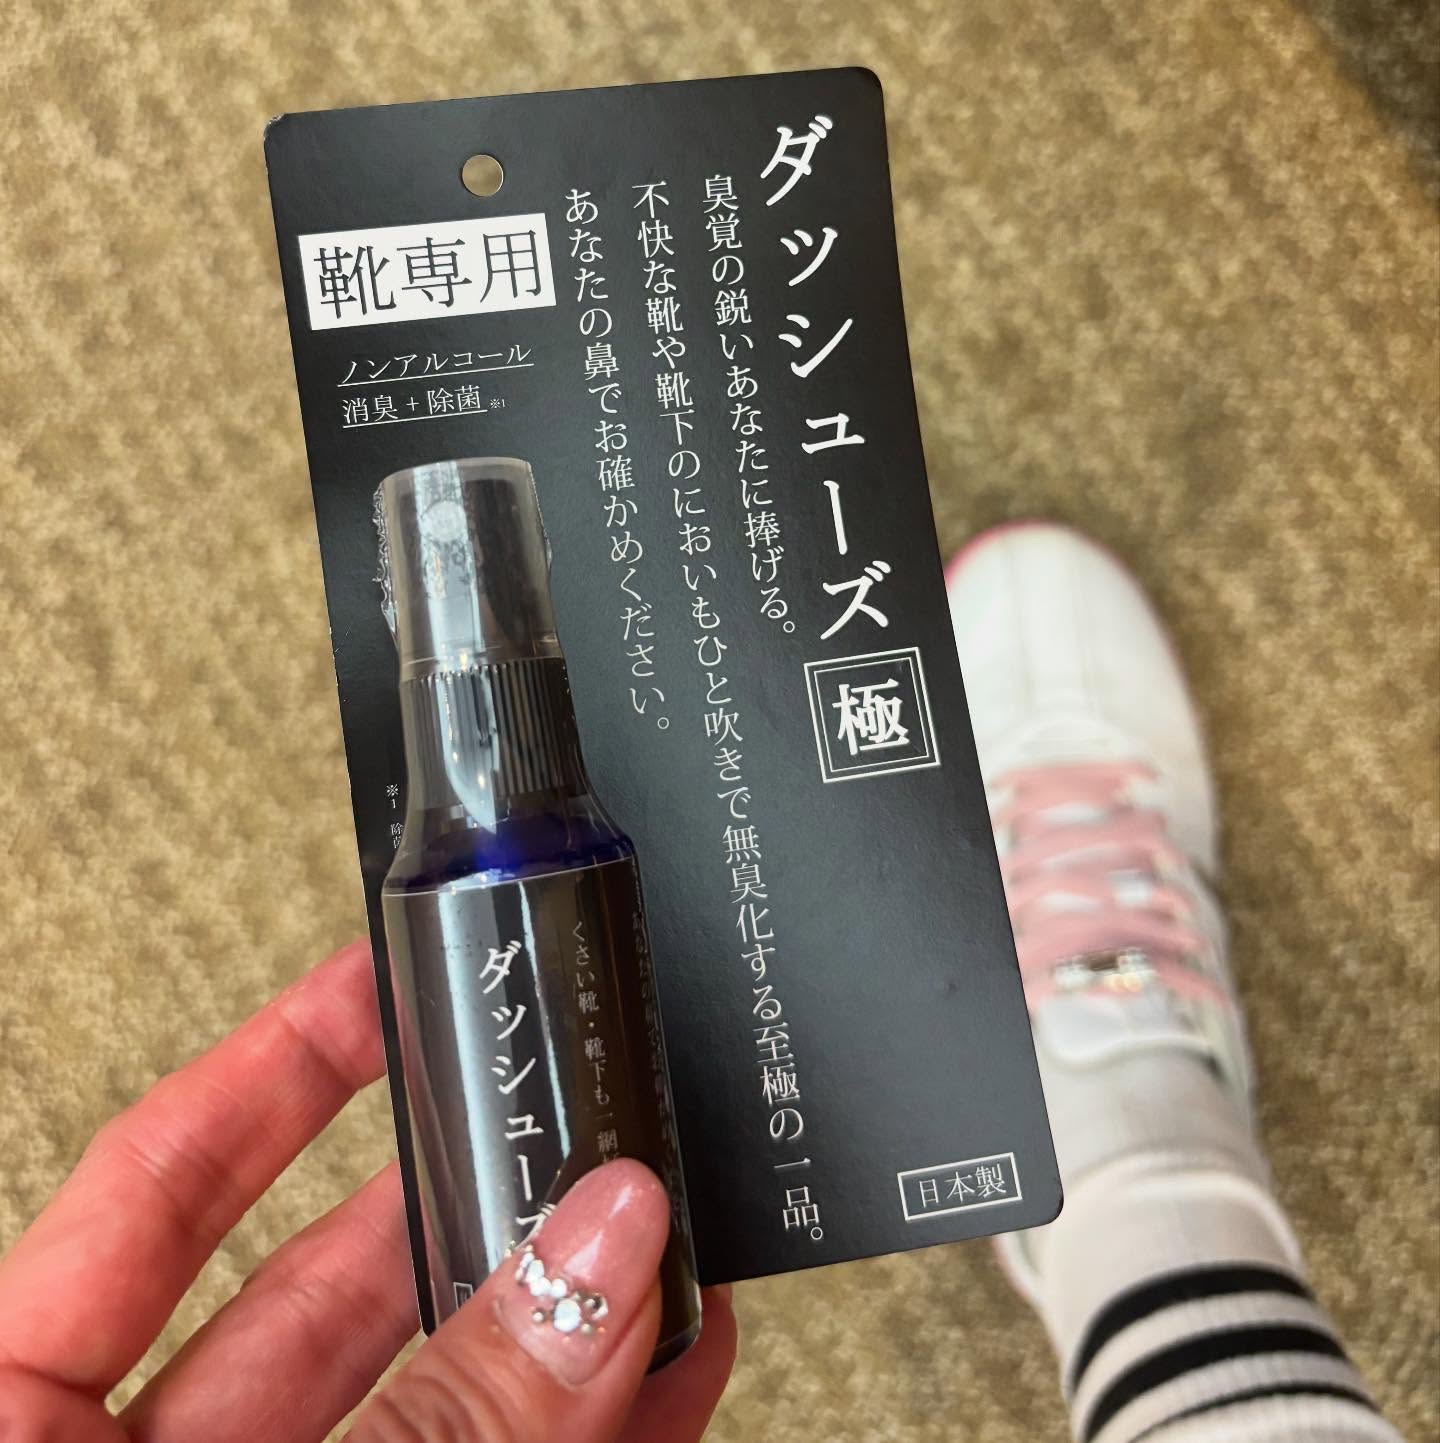 ダッシューズ
極
臭覚の鋭いあなたに捧げる。
不快な靴や靴下のにおいもひと吹きで無臭化する至極の一品。
あなたの鼻でお確かめください。
靴専用
ノンアルコール
消臭+除菌※1
※1 除菌
日本製
くさい靴・靴下も一網
ダッシューズ